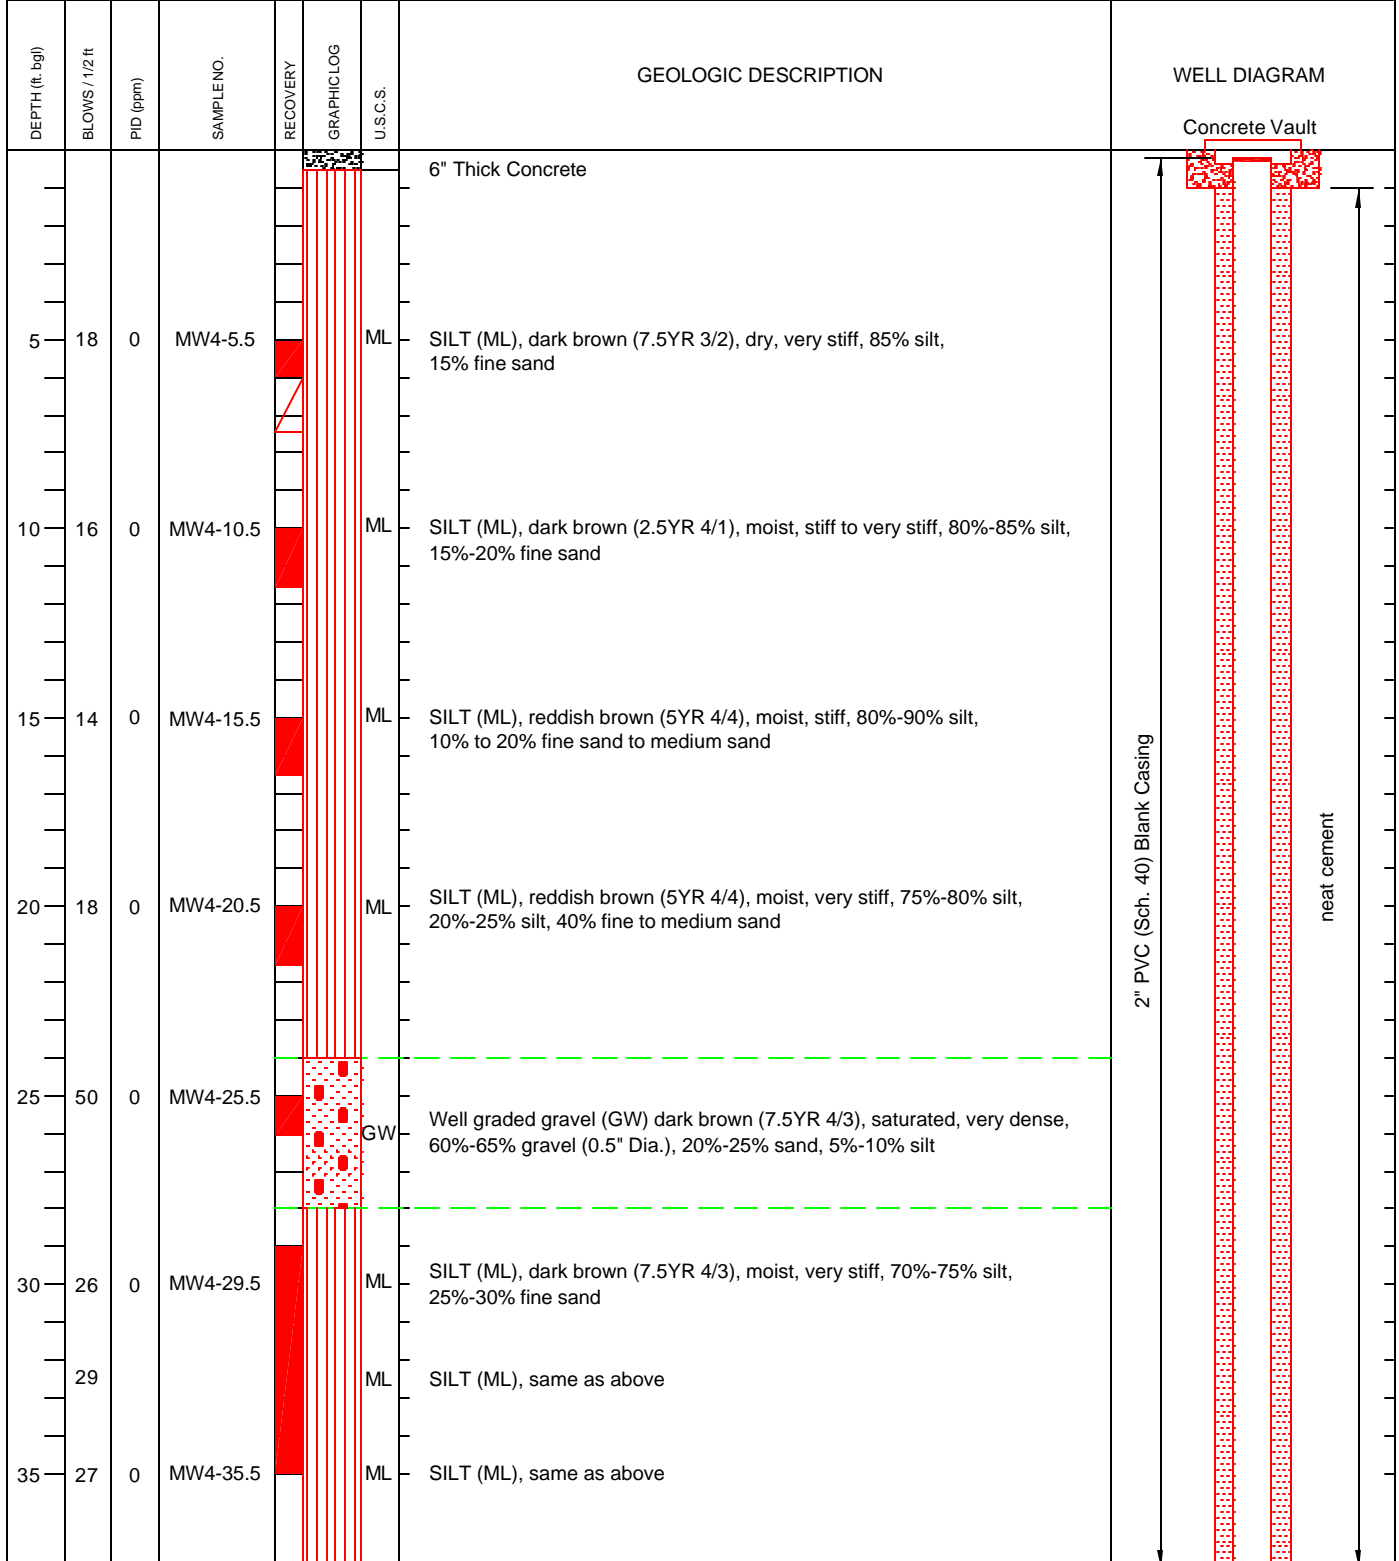 DEPTH (ft. bgl)
BLOWS / 1/2 ft
PID (ppm)
SAMPLE NO.
RECOVERY
GRAPHIC LOG
U.S.C.S.
GEOLOGIC DESCRIPTION
WELL DIAGRAM
Concrete Vault
6" Thick Concrete
5 18 0 MW4-5.5 ML SILT (ML), dark brown (7.5YR 3/2), dry, very stiff, 85% silt,
15% fine sand
10 16 0 MW4-10.5 ML SILT (ML), dark brown (2.5YR 4/1), moist, stiff to very stiff, 80%-85% silt,
15%-20% fine sand
15 14 0 MW4-15.5 ML SILT (ML), reddish brown (5YR 4/4), moist, stiff, 80%-90% silt,
10% to 20% fine sand to medium sand
20 18 0 MW4-20.5 ML SILT (ML), reddish brown (5YR 4/4), moist, very stiff, 75%-80% silt,
20%-25% silt, 40% fine to medium sand
25 50 0 MW4-25.5 GW Well graded gravel (GW) dark brown (7.5YR 4/3), saturated, very dense,
60%-65% gravel (0.5" Dia.), 20%-25% sand, 5%-10% silt
30 26 0 MW4-29.5 ML SILT (ML), dark brown (7.5YR 4/3), moist, very stiff, 70%-75% silt,
25%-30% fine sand
29 ML SILT (ML), same as above
35 27 0 MW4-35.5 ML SILT (ML), same as above
2" PVC (Sch. 40) Blank Casing
neat cement